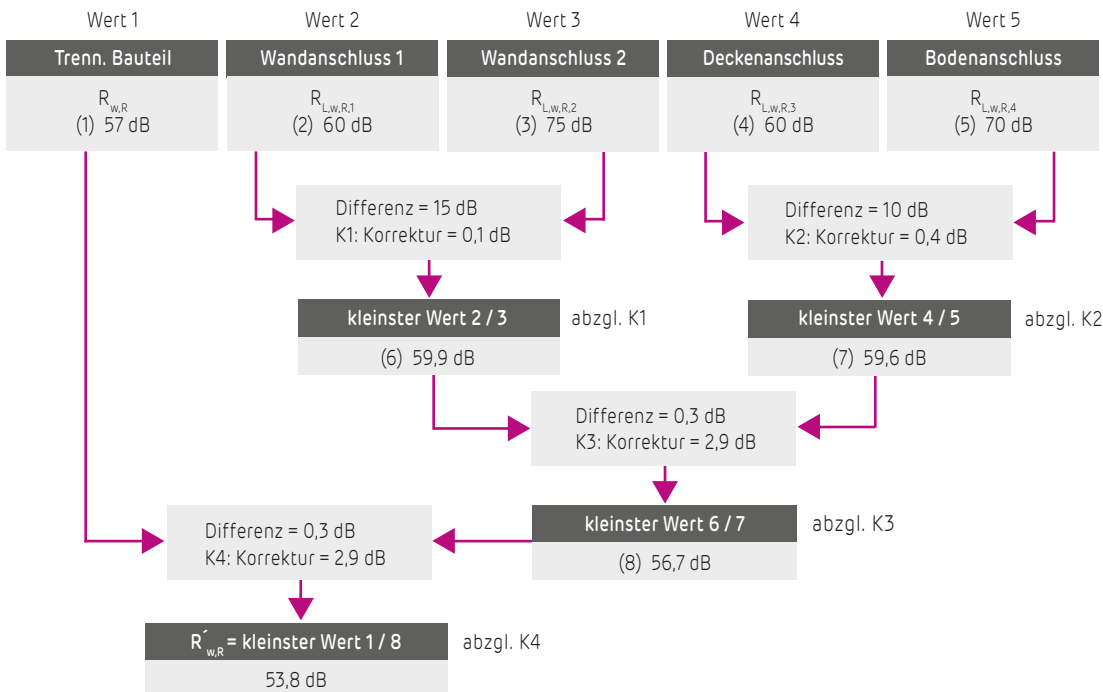 Wert 1 Wert 2 Wert 3 Wert 4 Wert 5
Trenn. Bauteil Wandanschluss 1 Wandanschluss 2 Deckenanschluss Bodenanschluss
R w,R R L,w,R,1 R L,w,R,2 R L,w,R,3 R L,w,R,4
(1) 57 dB (2) 60 dB (3) 75 dB (4) 60 dB (5) 70 dB
Differenz = 15 dB
K1: Korrektur = 0,1 dB
Differenz = 10 dB
K2: Korrektur = 0,4 dB
kleinster Wert 2 / 3 abzgl. K1
(6) 59,9 dB
kleinster Wert 4 / 5 abzgl. K2
(7) 59,6 dB
Differenz = 0,3 dB
K3: Korrektur = 2,9 dB
kleinster Wert 6 / 7 abzgl. K3
(8) 56,7 dB
Differenz = 0,3 dB
K4: Korrektur = 2,9 dB
R´w,R = kleinster Wert 1 / 8 abzgl. K4
53,8 dB